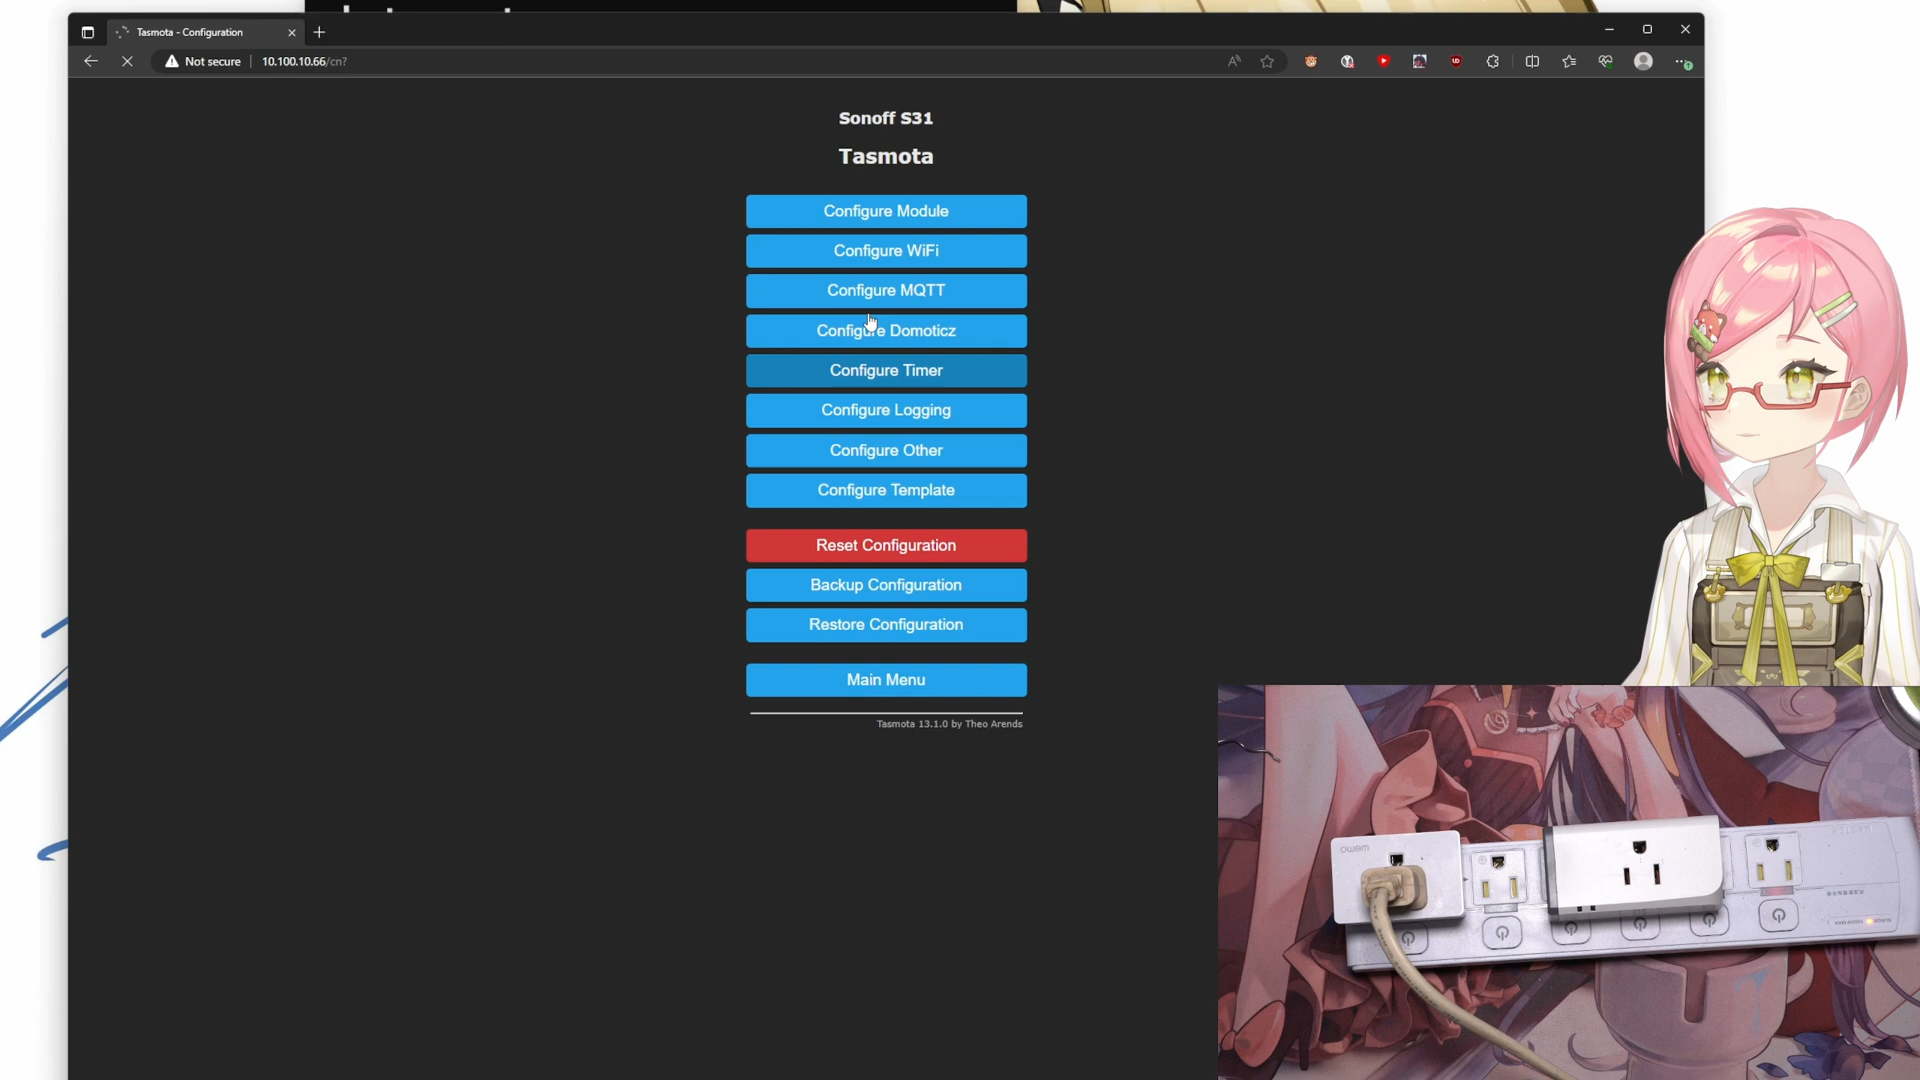 Tasmota - Configuration
Not secure
10.100.10.66/cn?
Sonoff S31
Tasmota
Configure Module
Configure WiFi
Configure MQTT
Configure Domoticz
Configure Timer
Configure Logging
Configure Other
Configure Template
Reset Configuration
Backup Configuration
Restore Configuration
Main Menu
Tasmota 13.1.0 by Theo Arends
wemo